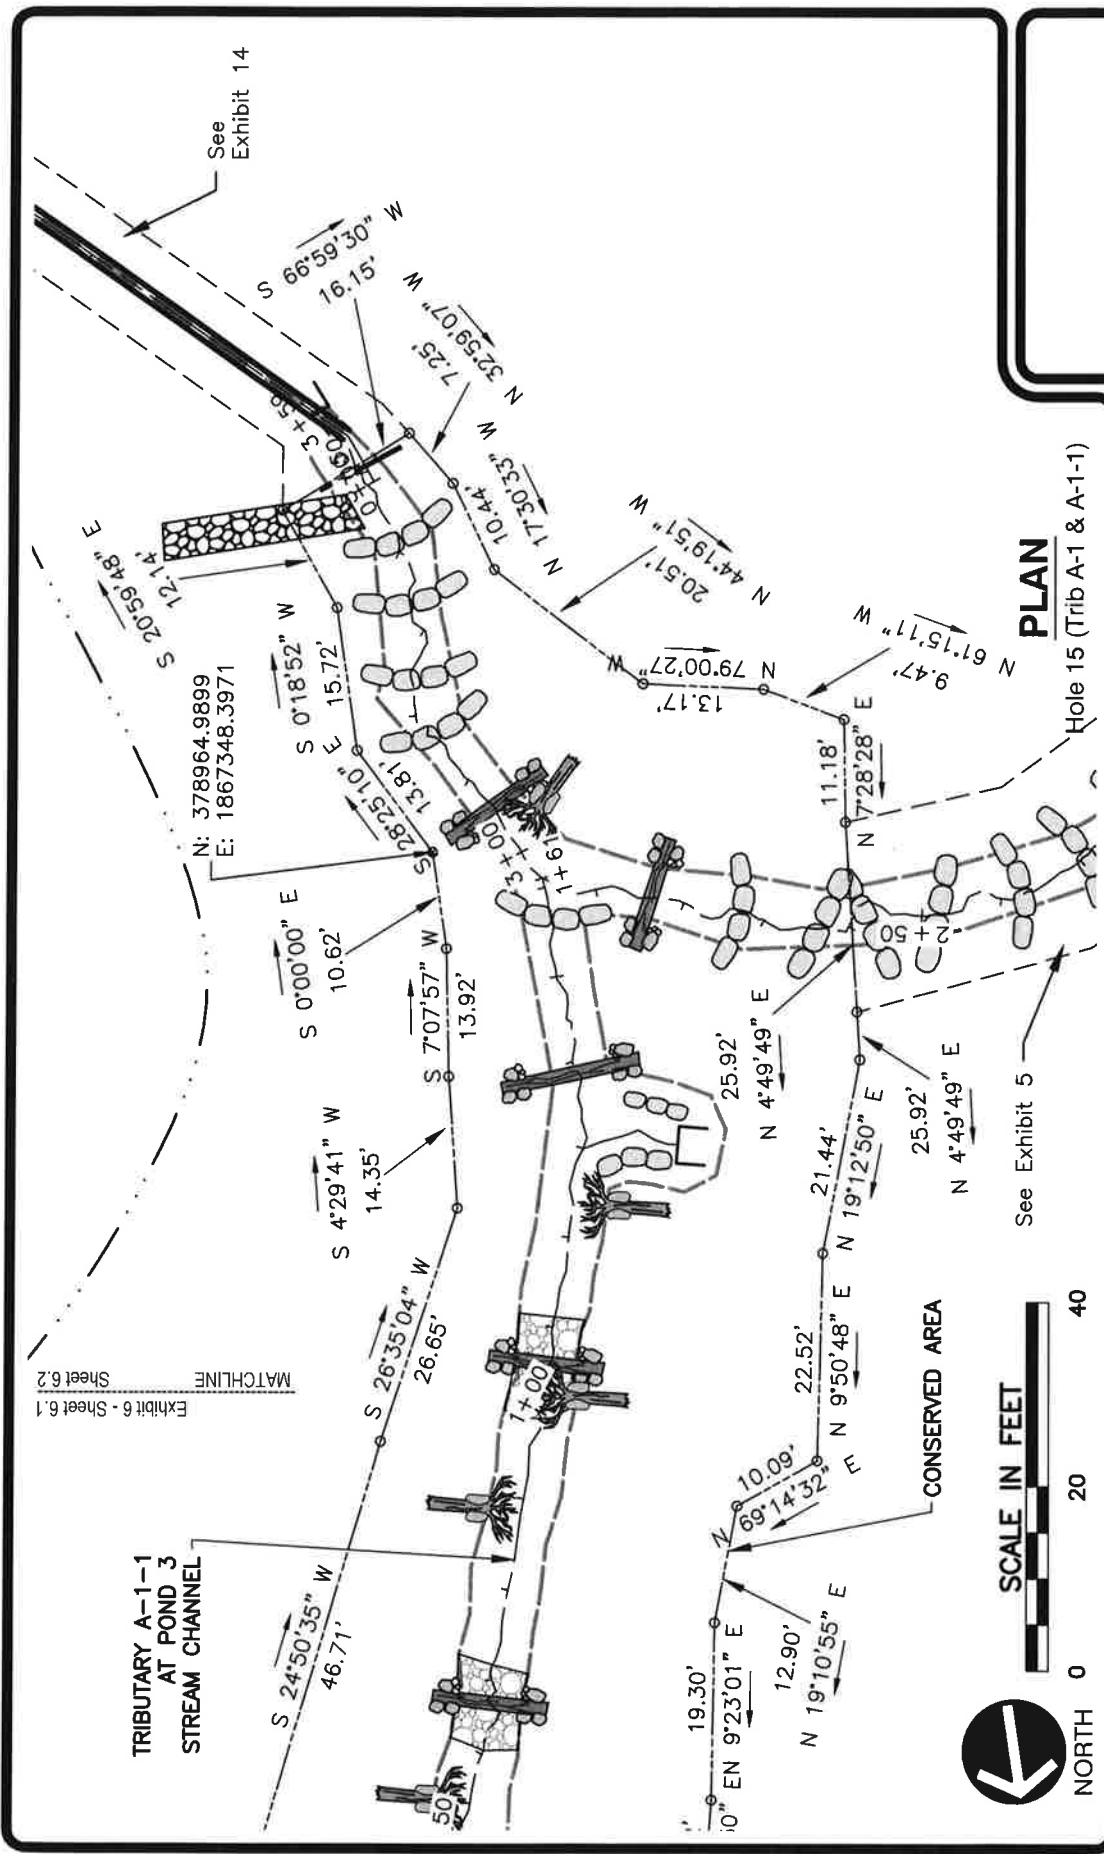 See
Exhibit 14
S 66°59'30" W
16.15'
N 32°59'07" W
7.25'
N 17°30'33" W
10.44'
N 44°19'51" W
20.51'
N 79°00'27" W
13.17'
N 61°15'11" W
9.47'
PLAN
Hole 15 (Trib A-1 & A-1-1)
S 20°59'48" E
12.14'
S 0°18'52" W
15.72'
N: 378964.9899
E: 1867348.3971
S 28°25'10" E
13.81'
S 0°00'00" E
10.62'
S 7°07'57" W
13.92'
S 4°29'41" W
14.35'
S 26°35'04" W
26.65'
MATCHLINE
Exhibit 6 - Sheet 6.1
Sheet 6.2
TRIBUTARY A-1-1
AT POND 3
STREAM CHANNEL
S 24°50'35" W
46.71'
3+50
3+00
1+61
2+50
1+00
50
11.18'
N 7°28'28" E
25.92'
N 4°49'49" E
25.92'
N 4°49'49" E
See Exhibit 5
21.44'
N 19°12'50" E
22.52'
N 9°50'48" E
10.09'
N 69°14'32" E
CONSERVED AREA
12.90'
N 19°10'55" E
19.30'
N 9°23'01" E
0" E
SCALE IN FEET
0 20 40
NORTH